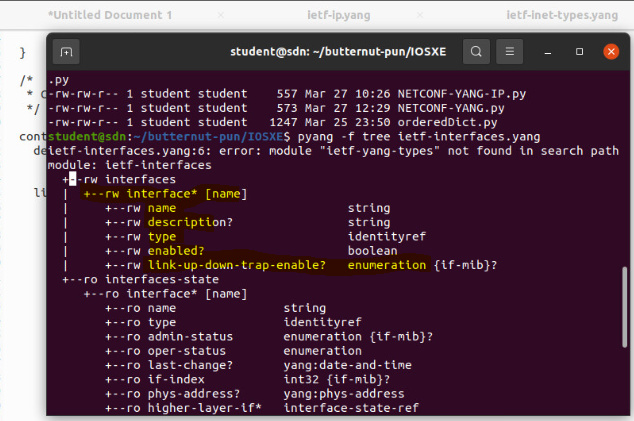 *Untitled Document 1 × ietf-ip.yang × ietf-inet-types.yang
}
/*
*/
student@sdn: ~/butternut-pun/IOSXE
.py
-rw-rw-r-- 1 student student 557 Mar 27 10:26 NETCONF-YANG-IP.py
-rw-rw-r-- 1 student student 573 Mar 27 12:29 NETCONF-YANG.py
-rw-rw-r-- 1 student student 1247 Mar 25 23:50 orderedDict.py
cont
student@sdn:~/butternut-pun/IOSXE$ pyang -f tree ietf-interfaces.yang
de
ietf-interfaces.yang:6: error: module "ietf-yang-types" not found in search path
module: ietf-interfaces
+--rw interfaces
li
| +--rw interface* [name]
| +--rw name string
| +--rw description? string
| +--rw type identityref
| +--rw enabled? boolean
| +--rw link-up-down-trap-enable? enumeration {if-mib}?
+--ro interfaces-state
+--ro interface* [name]
+--ro name string
+--ro type identityref
+--ro admin-status enumeration {if-mib}?
+--ro oper-status enumeration
+--ro last-change? yang:date-and-time
+--ro if-index int32 {if-mib}?
+--ro phys-address? yang:phys-address
+--ro higher-layer-if* interface-state-ref